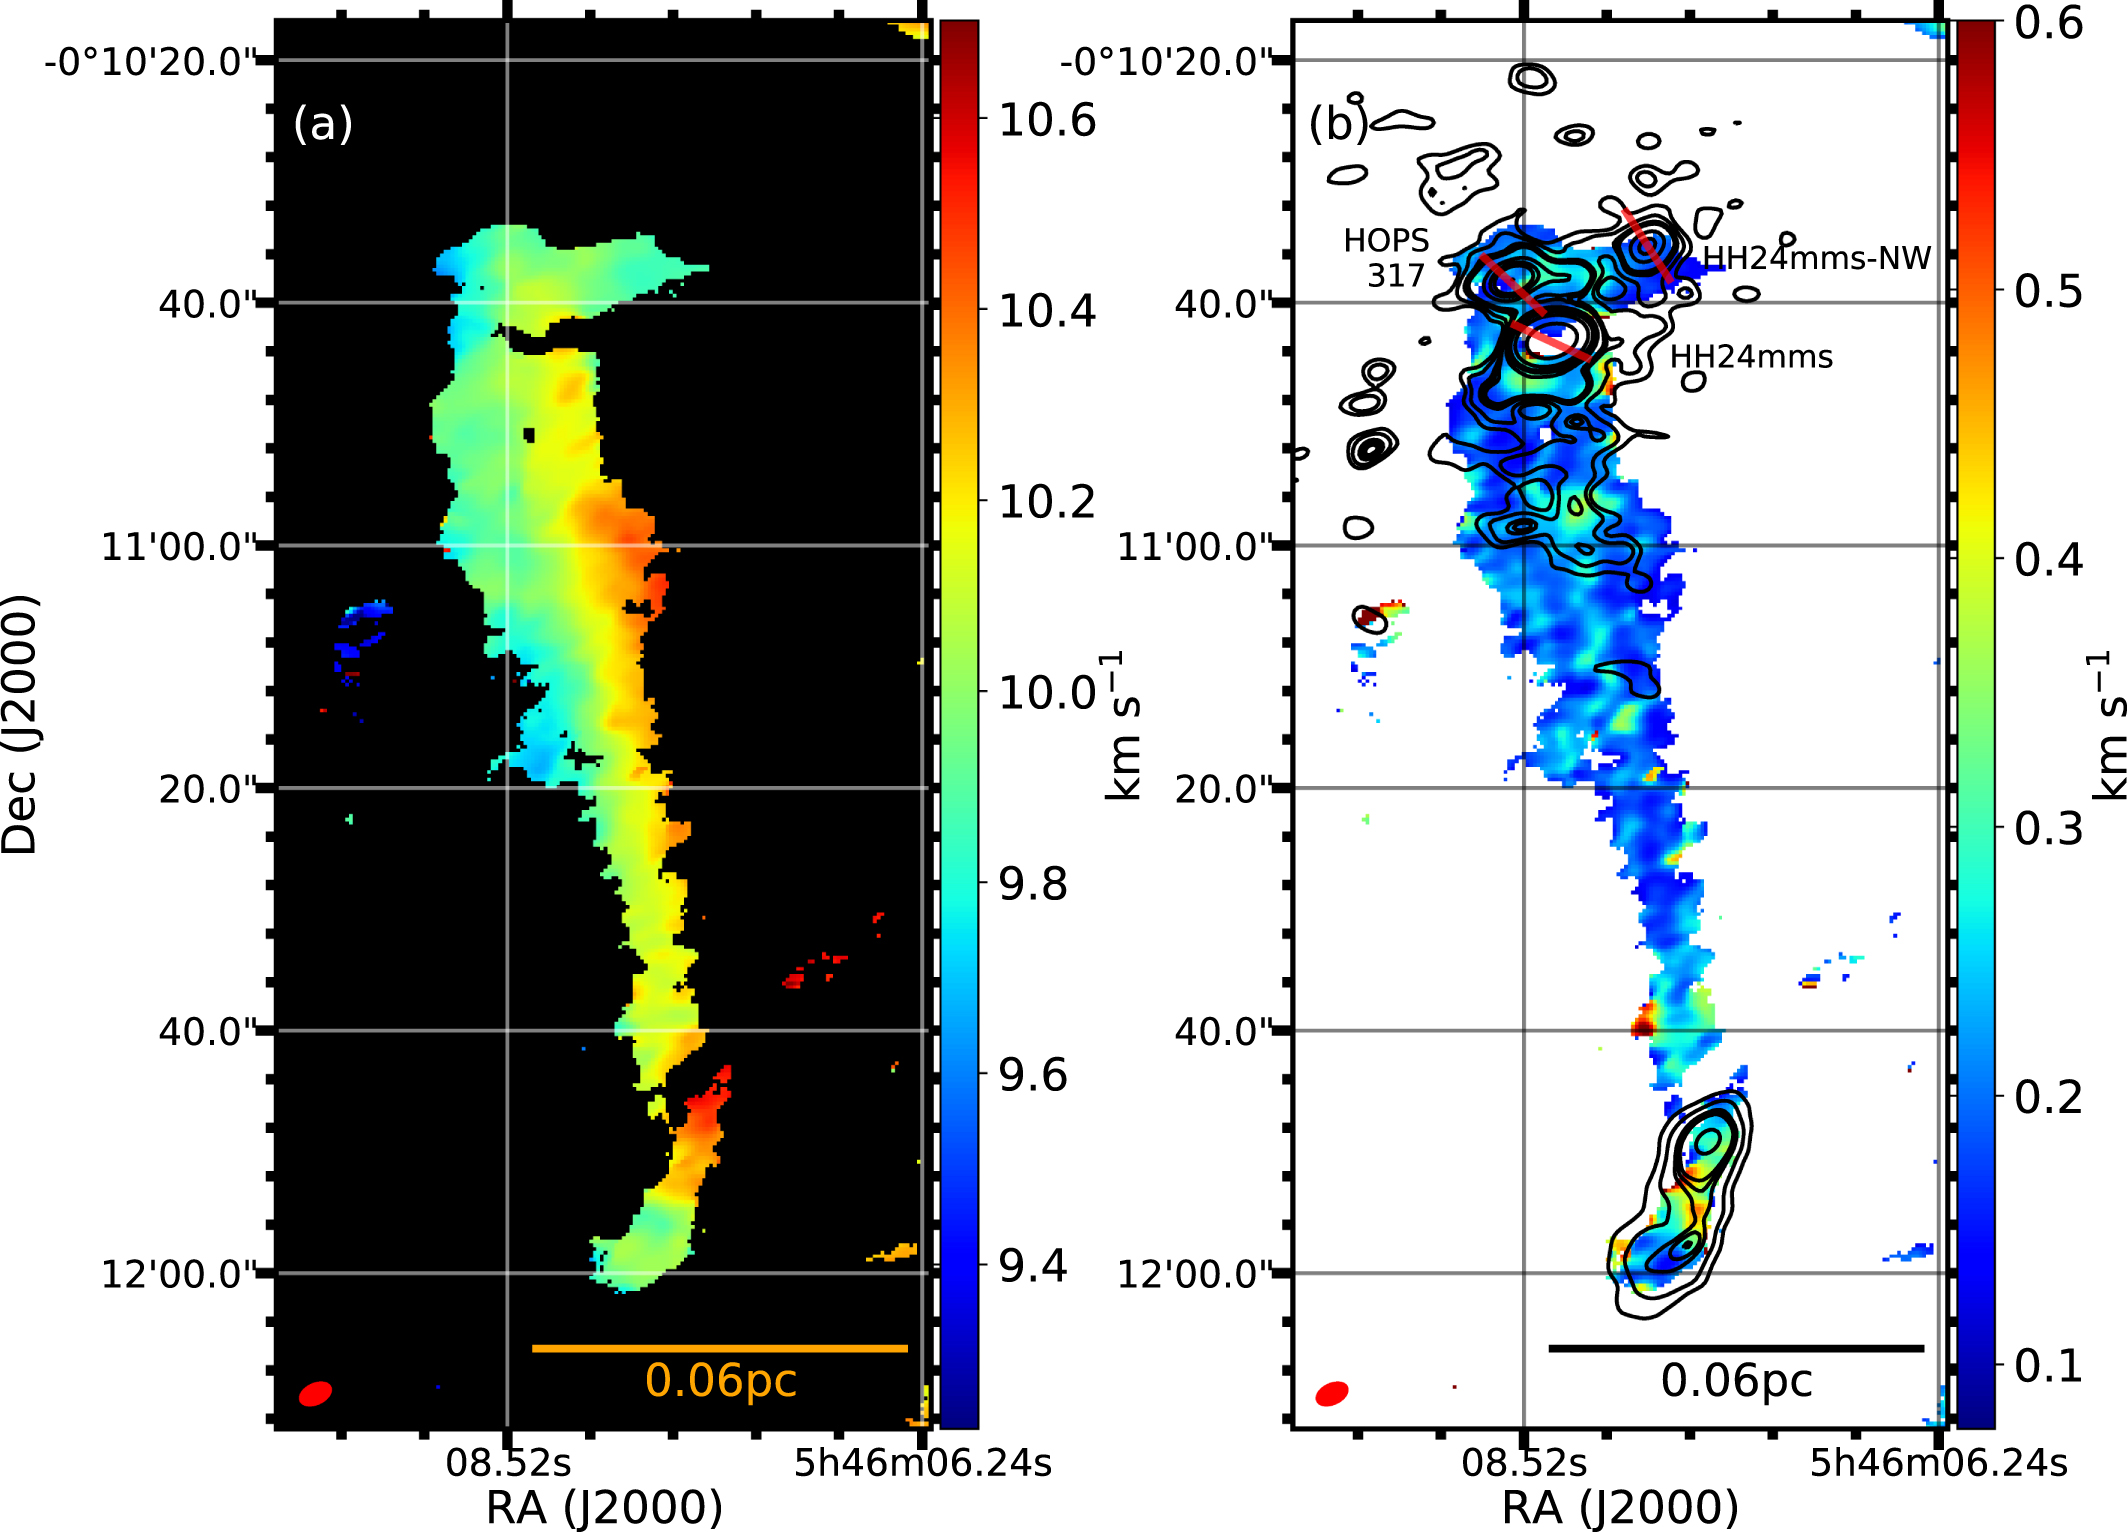 (a)
-0°10'20.0"
40.0"
11'00.0"
20.0"
40.0"
12'00.0"
Dec (J2000)
08.52s
5h46m06.24s
RA (J2000)
0.06pc
10.6
10.4
10.2
10.0
9.8
9.6
9.4
km s⁻¹
(b)
-0°10'20.0"
40.0"
11'00.0"
20.0"
40.0"
12'00.0"
HOPS
317
HH24mms-NW
HH24mms
0.06pc
08.52s
5h46m06.24s
RA (J2000)
0.6
0.5
0.4
0.3
0.2
0.1
km s⁻¹